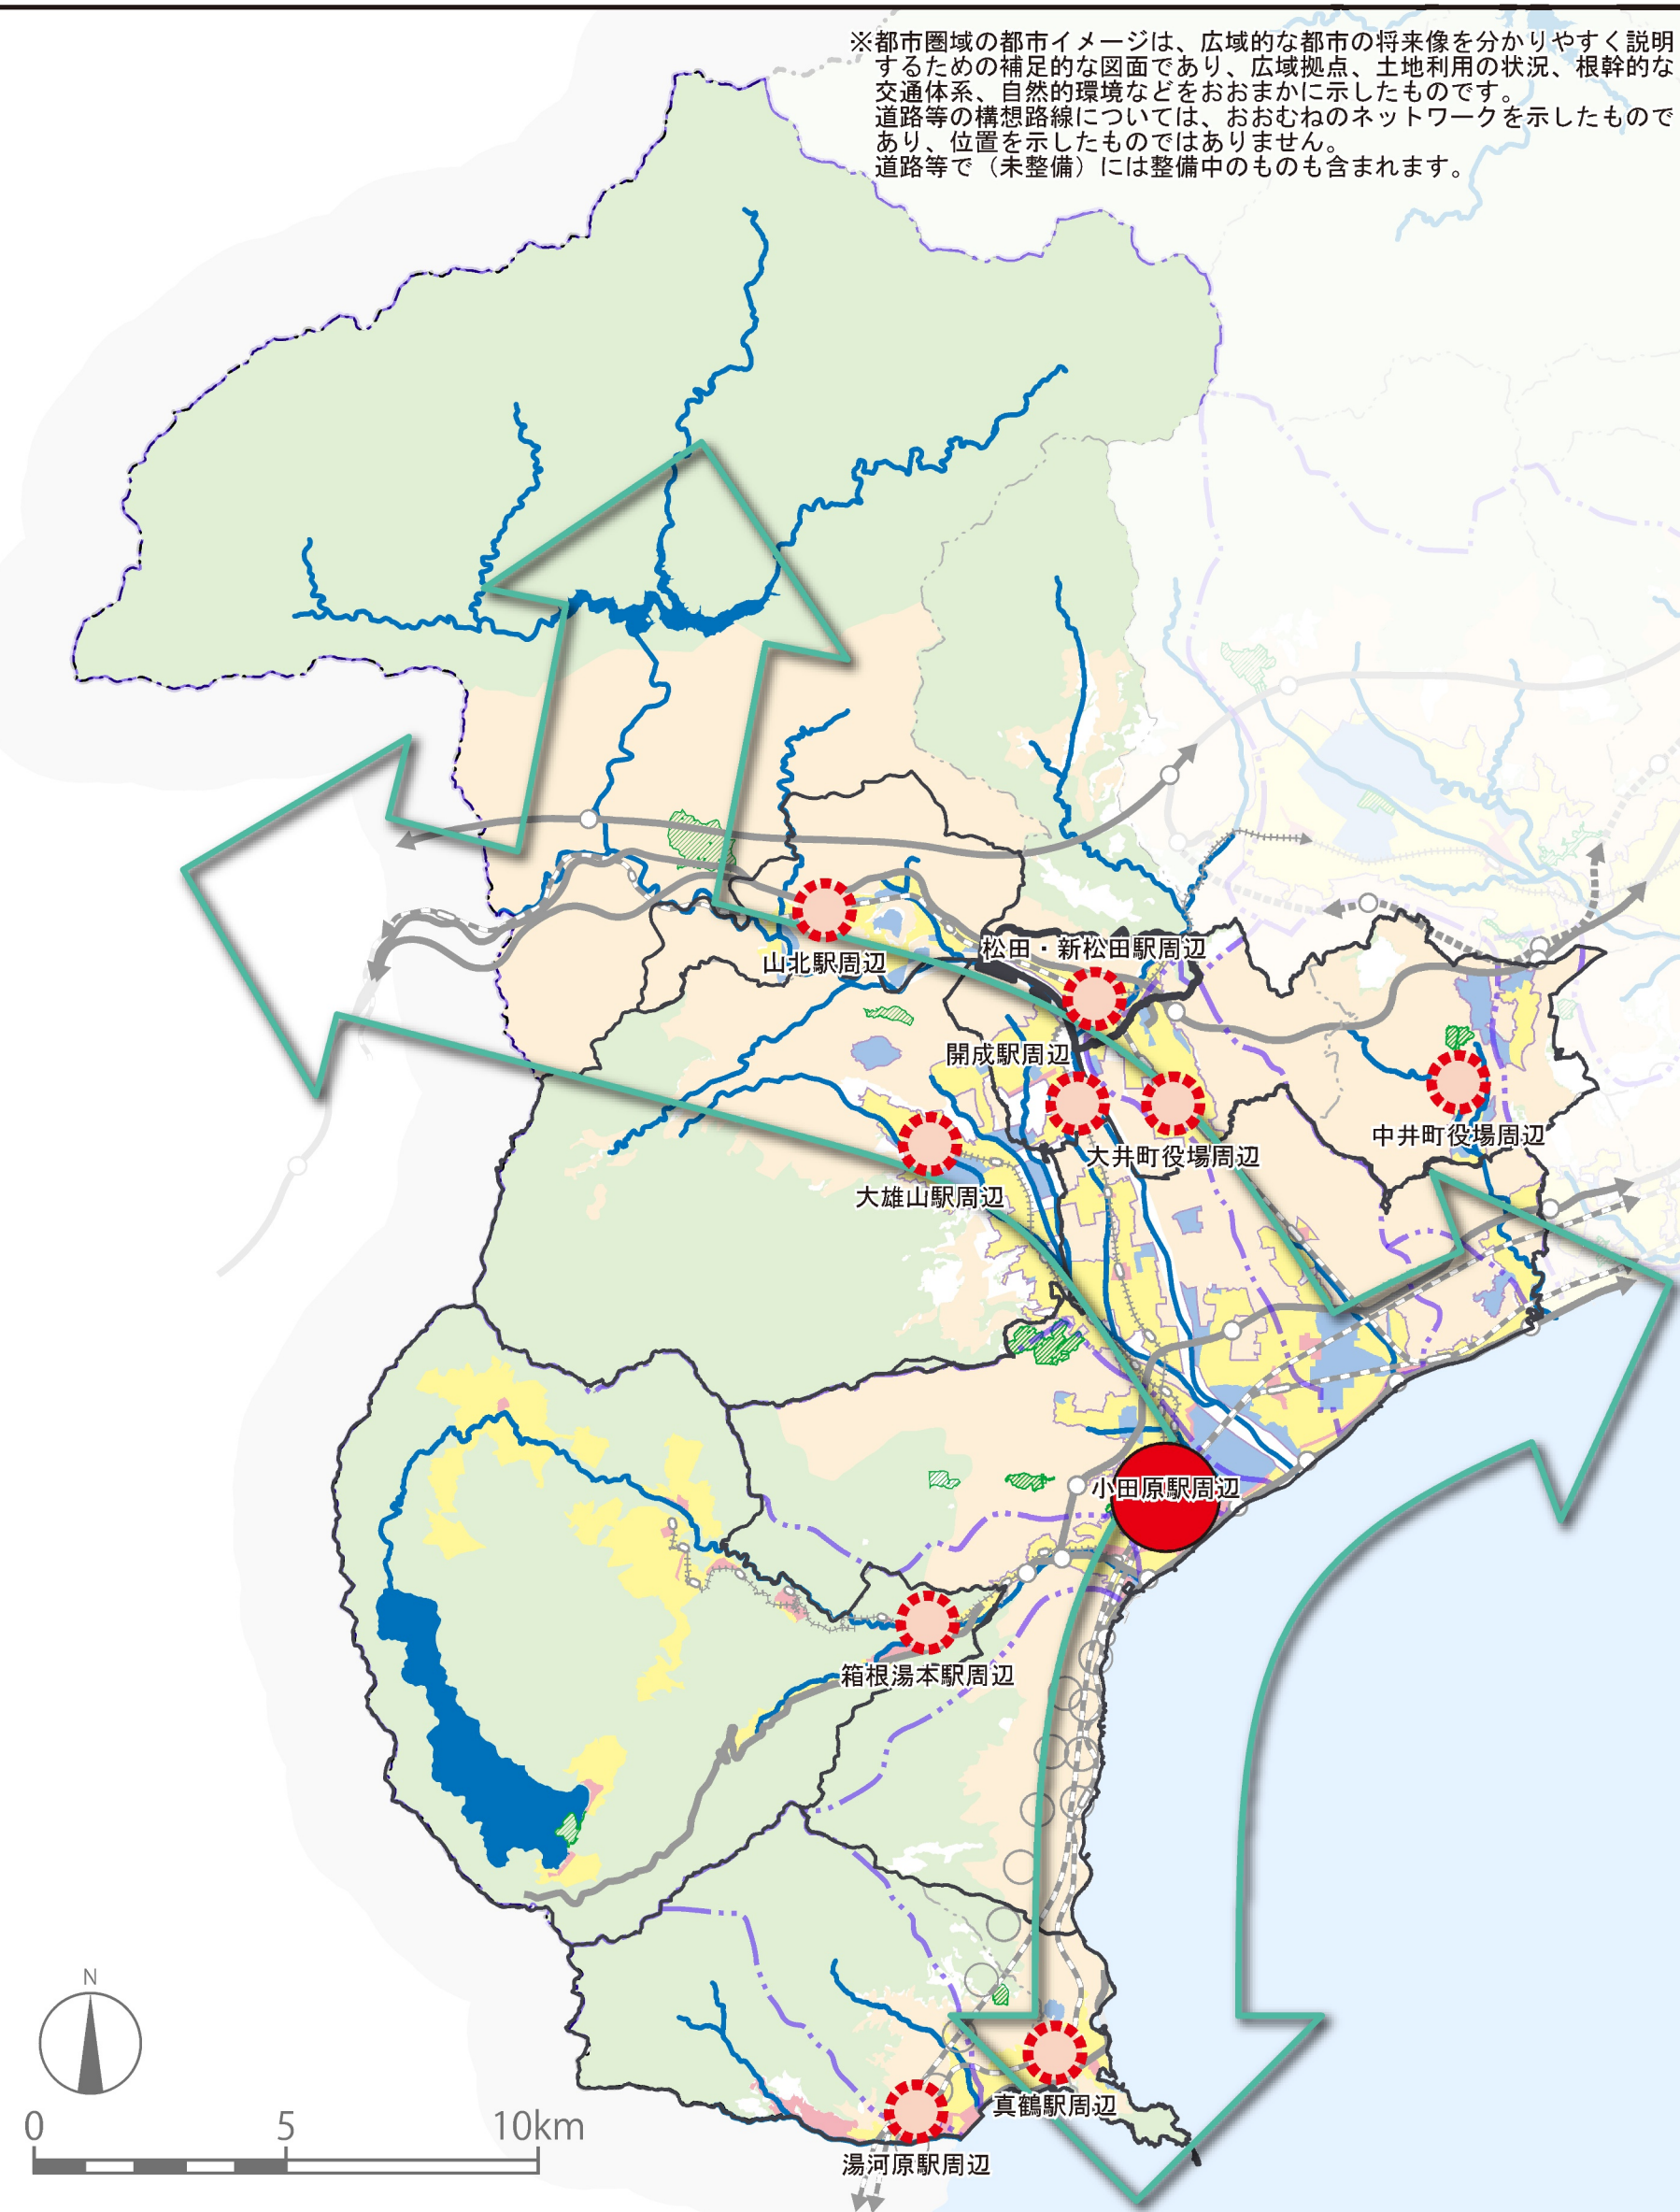 ※都市圏域の都市イメージは、広域的な都市の将来像を分かりやすく説明
するための補足的な図面であり、広域拠点、土地利用の状況、根幹的な
交通体系、自然的環境などをおおまかに示したものです。
道路等の構想路線については、おおむねのネットワークを示したもので
あり、位置を示したものではありません。
道路等で（未整備）には整備中のものも含まれます。
山北駅周辺
松田・新松田駅周辺
開成駅周辺
大井町役場周辺
中井町役場周辺
大雄山駅周辺
小田原駅周辺
箱根湯本駅周辺
真鶴駅周辺
湯河原駅周辺
N
0 5 10km